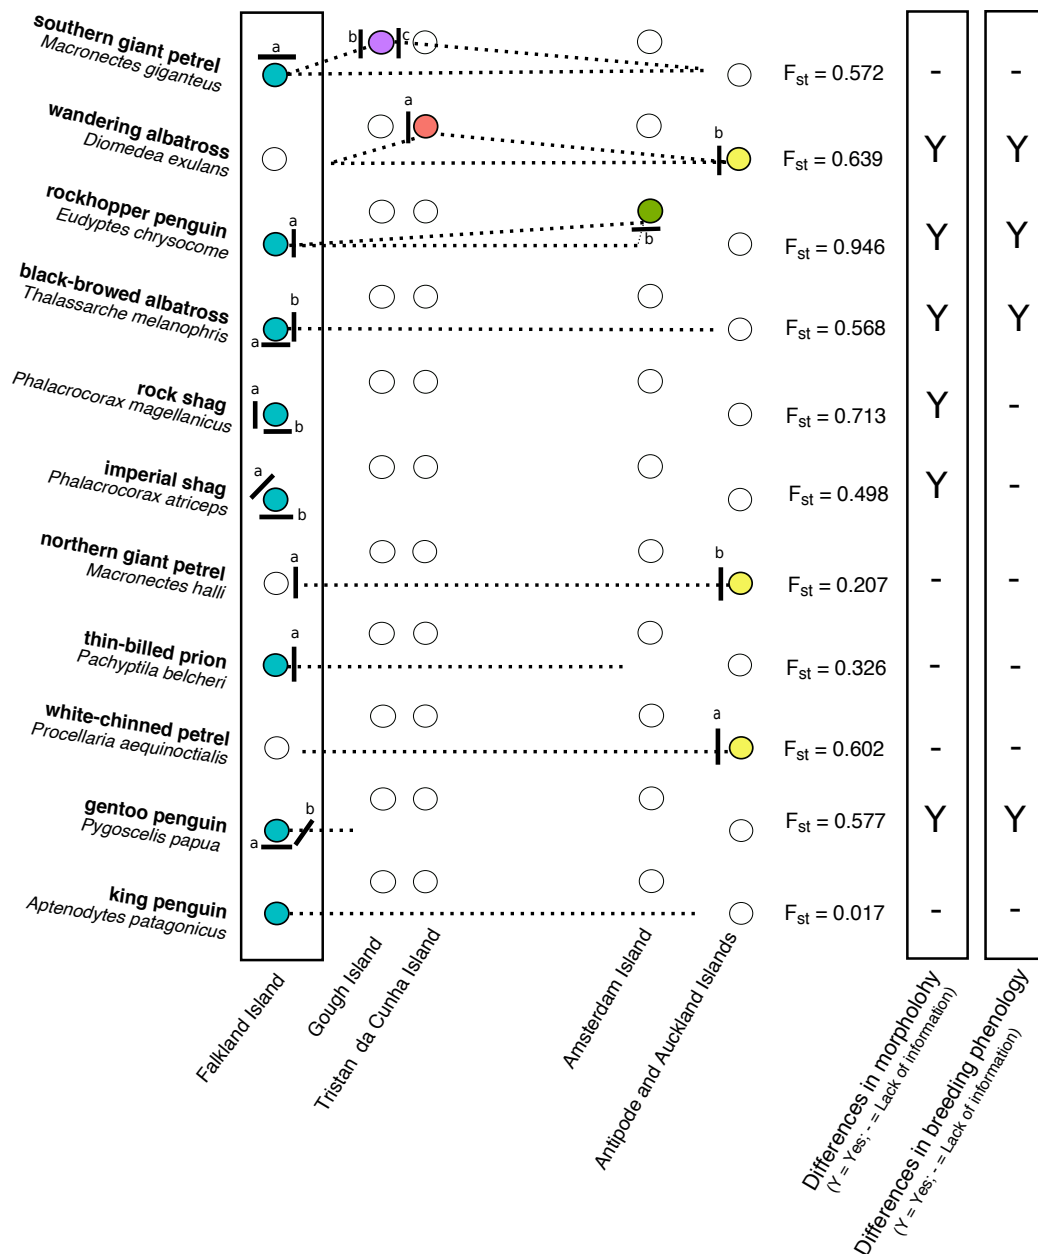 southern giant petrel
Macronectes giganteus
a
b
c
Fst = 0.572
-
-
wandering albatross
Diomedea exulans
a
b
Fst = 0.639
Y
Y
rockhopper penguin
Eudyptes chrysocome
a
b
Fst = 0.946
Y
Y
black-browed albatross
Thalassarche melanophris
b
a
Fst = 0.568
Y
Y
rock shag
Phalacrocorax magellanicus
a
b
Fst = 0.713
Y
-
imperial shag
Phalacrocorax atriceps
a
b
Fst = 0.498
Y
-
northern giant petrel
Macronectes halli
a
b
Fst = 0.207
-
-
thin-billed prion
Pachyptila belcheri
a
Fst = 0.326
-
-
white-chinned petrel
Procellaria aequinoctialis
a
Fst = 0.602
-
-
gentoo penguin
Pygoscelis papua
b
a
Fst = 0.577
Y
Y
king penguin
Aptenodytes patagonicus
Fst = 0.017
-
-
Falkland Island
Gough Island
Tristan da Cunha Island
Amsterdam Island
Antipode and Auckland Islands
Differences in morpholohy
(Y = Yes; - = Lack of information)
Differences in breeding phenology
(Y = Yes; - = Lack of information)